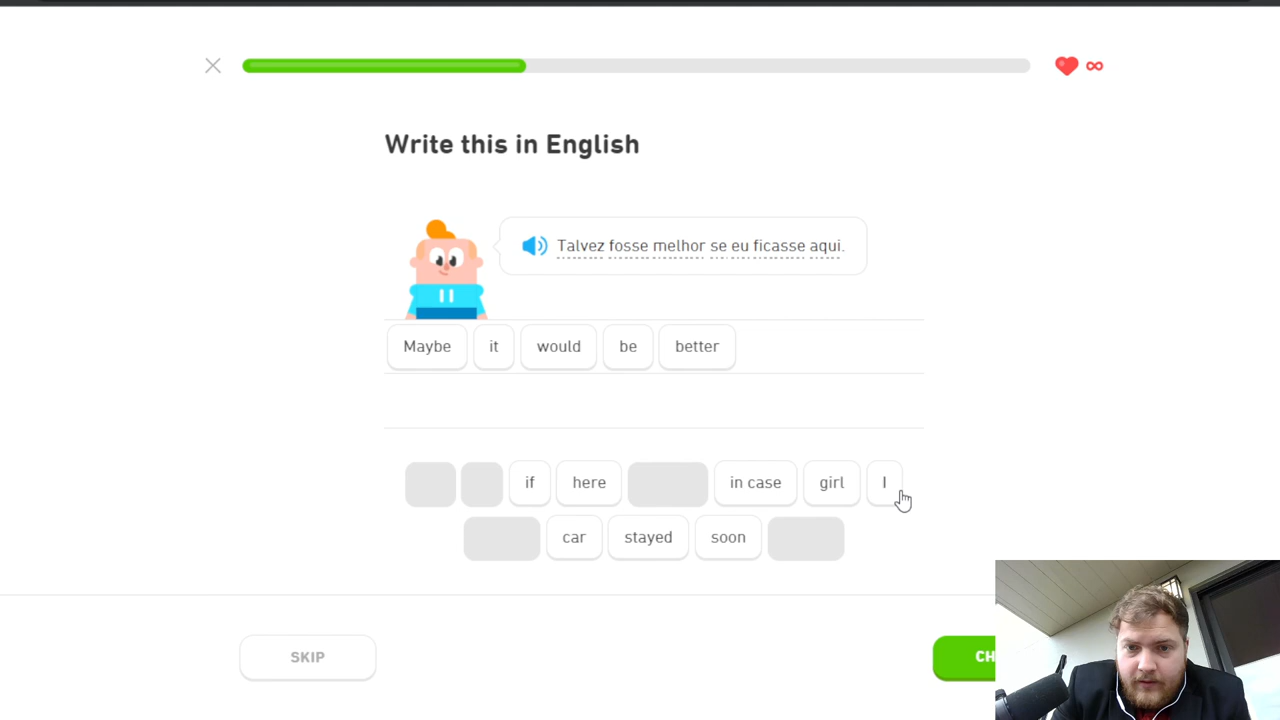 ∞
Write this in English
Talvez fosse melhor se eu ficasse aqui.
Maybe it would be better
if here in case girl I
car stayed soon
SKIP CH